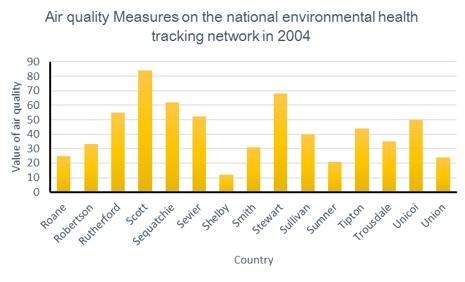 Air quality Measures on the national environmental health
tracking network in 2004
Value of air quality
90
80
70
60
50
40
30
20
10
0
Roane
Robertson
Rutherford
Scott
Sequatchie
Sevier
Shelby
Smith
Stewart
Sullivan
Sumner
Tipton
Trousdale
Unicoi
Union
Country